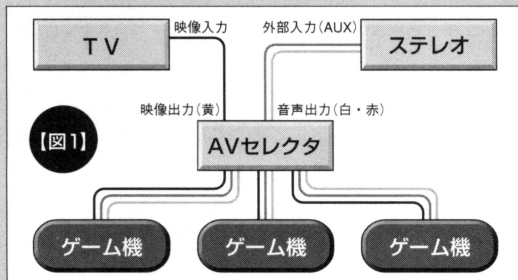 TV
映像入力
外部入力(AUX)
ステレオ
映像出力(黄)
音声出力(白・赤)
【図1】
AVセレクタ
ゲーム機
ゲーム機
ゲーム機